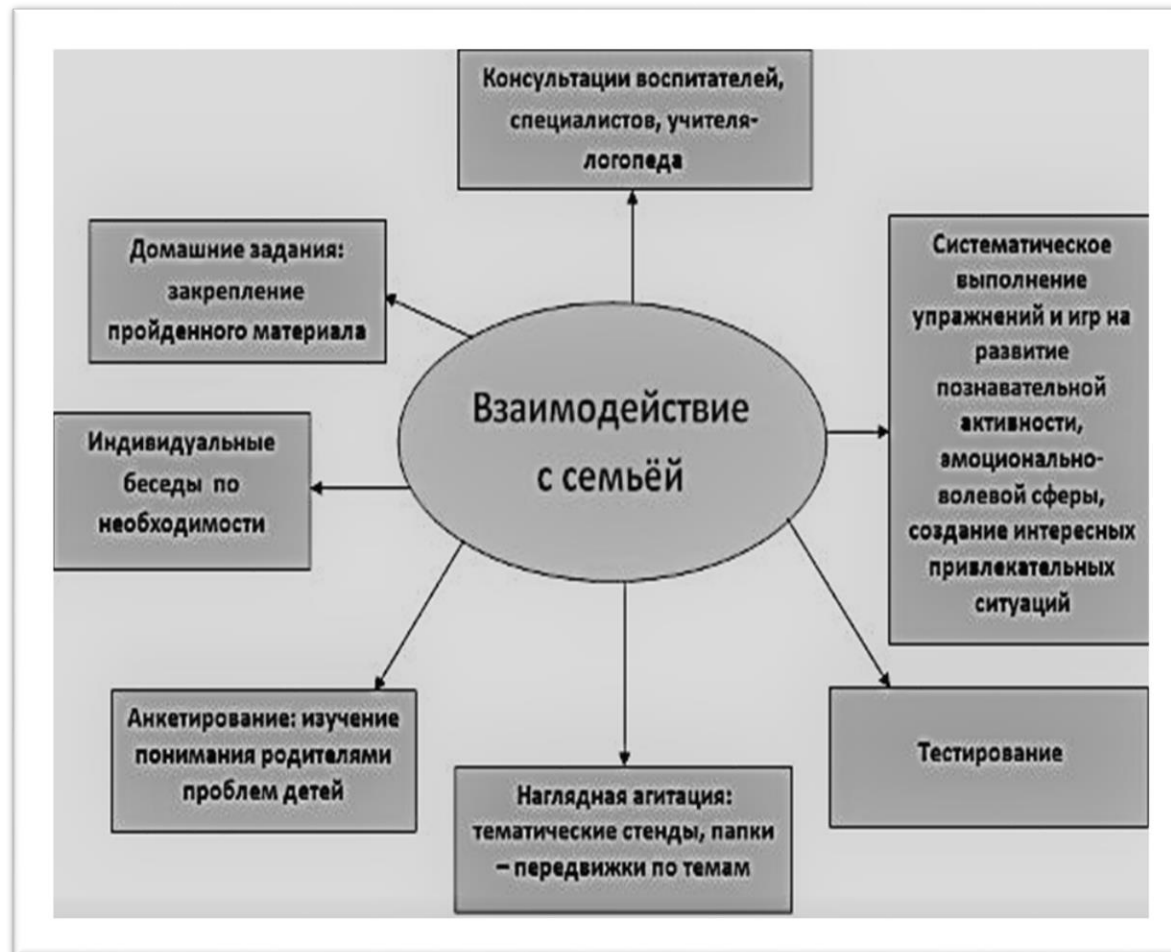 Консультации воспитателей,
специалистов, учителя-
логопеда
Домашние задания:
закрепление
пройденного материала
Систематическое
выполнение
упражнений и игр на
развитие
познавательной
активности,
эмоционально-
волевой сферы,
создание интересных
привлекательных
ситуаций
Взаимодействие
с семьёй
Индивидуальные
беседы по
необходимости
Анкетирование: изучение
понимания родителями
проблем детей
Наглядная агитация:
тематические стенды, папки
– передвижки по темам
Тестирование